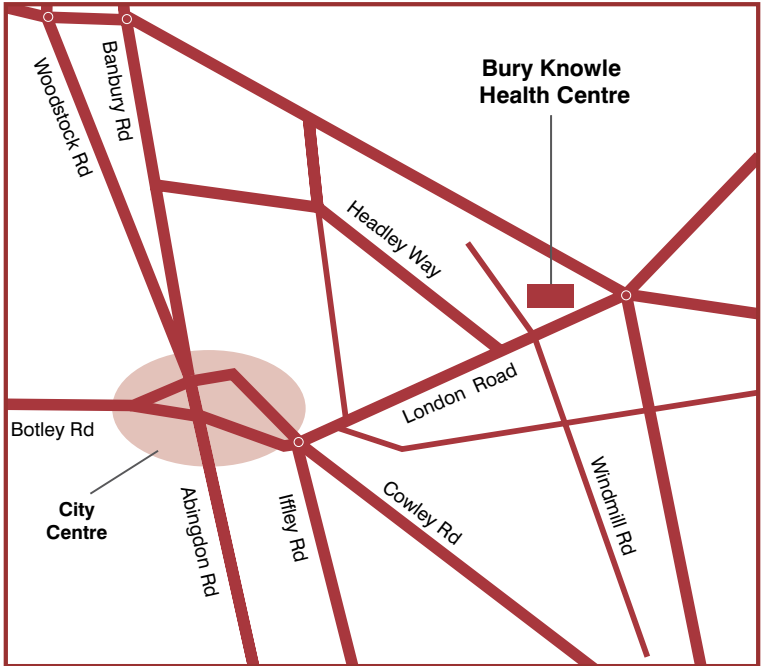 Woodstock Rd
Banbury Rd
Bury Knowle
Health Centre
Headley Way
London Road
Botley Rd
City
Centre
Abingdon Rd
Iffley Rd
Cowley Rd
Windmill Rd